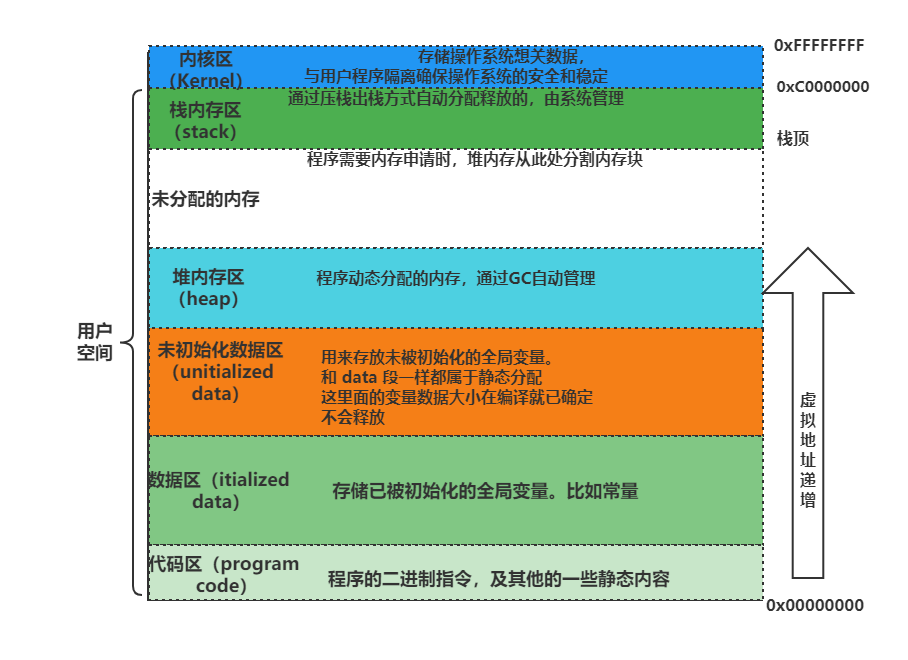 0xFFFFFFFF
内核区
（Kernel）
存储操作系统想关数据，
与用户程序隔离确保操作系统的安全和稳定
0xC0000000
栈内存区
（stack）
通过压栈出栈方式自动分配释放的，由系统管理
栈顶
程序需要内存申请时，堆内存从此处分割内存块
未分配的内存
堆内存区
（heap）
程序动态分配的内存，通过GC自动管理
用户
空间
未初始化数据区
（unitialized
data）
用来存放未被初始化的全局变量。
和 data 段一样都属于静态分配
这里面的变量数据大小在编译就已确定
不会释放
虚拟地址递增
数据区（itialized
data）
存储已被初始化的全局变量。比如常量
代码区（program
code）
程序的二进制指令，及其他的一些静态内容
0x00000000